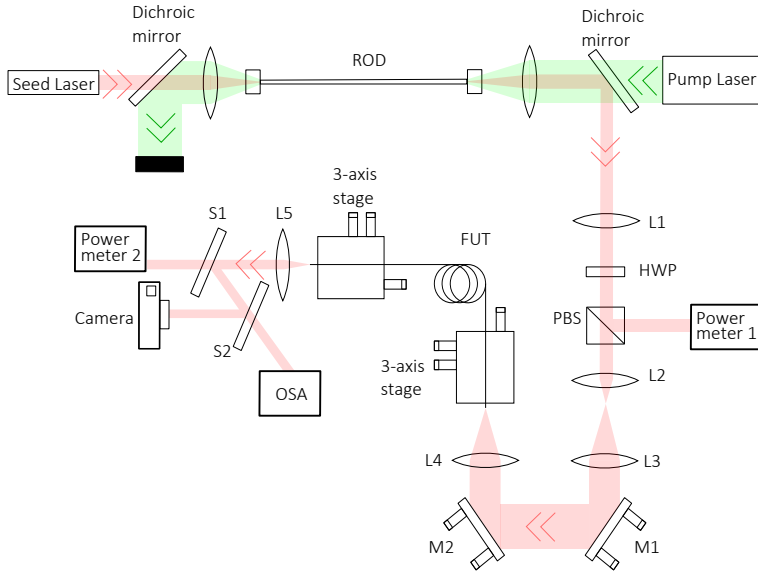 Dichroic
mirror
Dichroic
mirror
Seed Laser
ROD
Pump Laser
3-axis
stage
S1
L5
FUT
L1
Power
meter 2
HWP
Camera
S2
PBS
Power
meter 1
3-axis
stage
L2
OSA
L4
L3
M2
M1